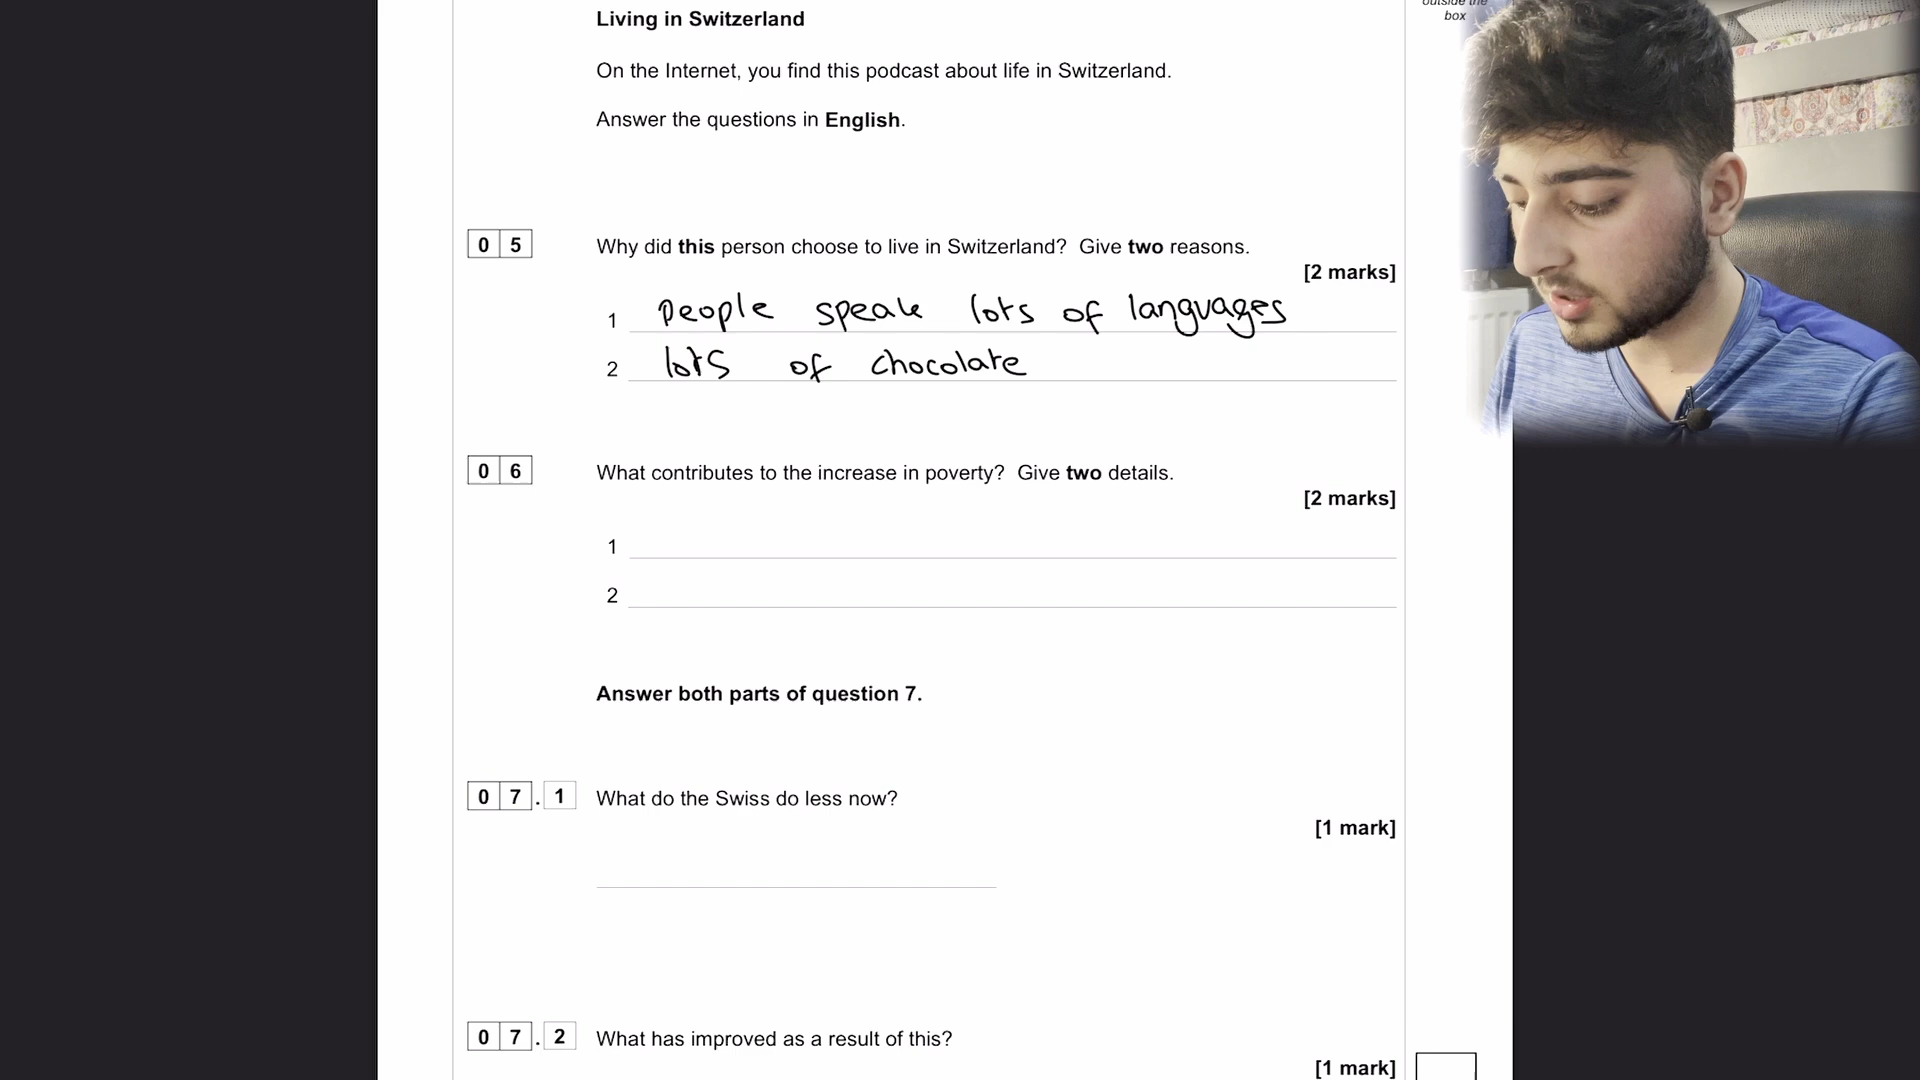 outside the
box
Living in Switzerland
On the Internet, you find this podcast about life in Switzerland.
Answer the questions in English.
0 5 Why did this person choose to live in Switzerland? Give two reasons.
[2 marks]
1 people speak lots of languages
2 lots of chocolate
0 6 What contributes to the increase in poverty? Give two details.
[2 marks]
1
2
Answer both parts of question 7.
0 7 . 1 What do the Swiss do less now?
[1 mark]
0 7 . 2 What has improved as a result of this?
[1 mark]